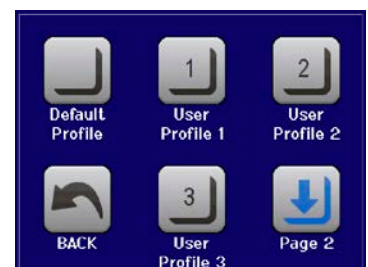 1
2
Default
Profile
User
Profile 1
User
Profile 2
3
BACK
User
Profile 3
Page 2